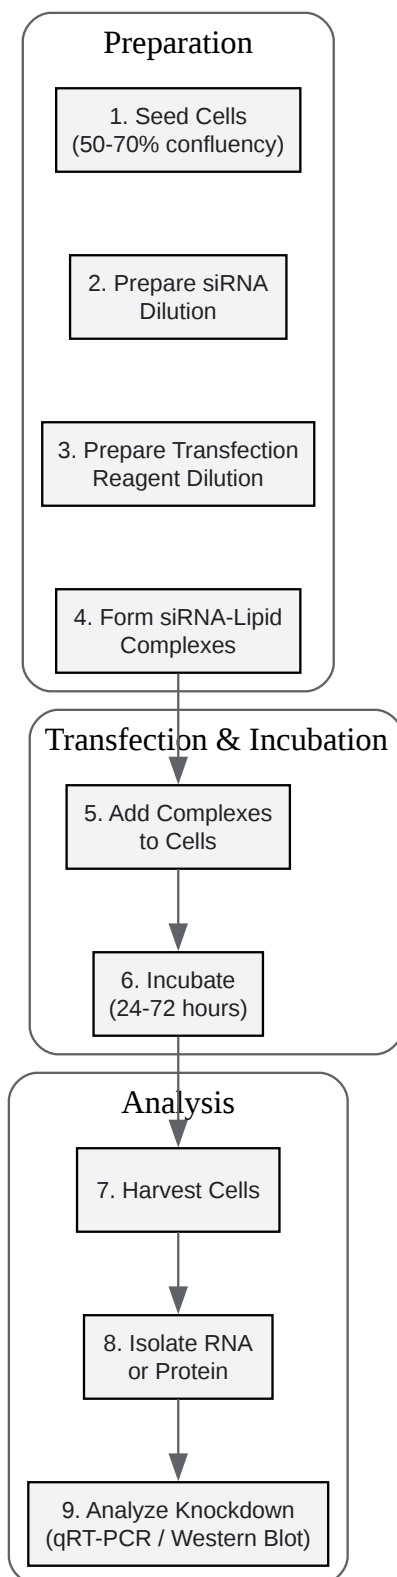 Preparation
1. Seed Cells
(50-70% confluency)
2. Prepare siRNA
Dilution
3. Prepare Transfection
Reagent Dilution
4. Form siRNA-Lipid
Complexes
Transfection & Incubation
5. Add Complexes
to Cells
6. Incubate
(24-72 hours)
Analysis
7. Harvest Cells
8. Isolate RNA
or Protein
9. Analyze Knockdown
(qRT-PCR / Western Blot)